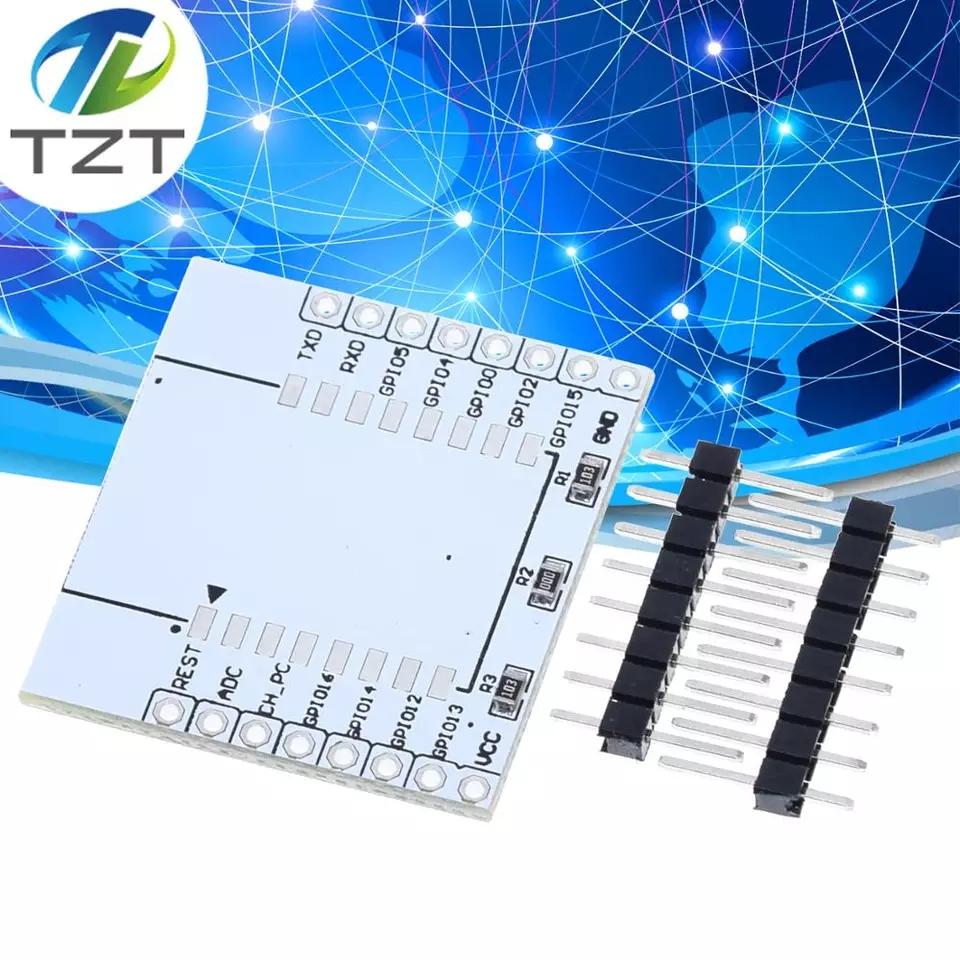 TZT
TXD
RXD
GPIO5
GPIO4
GPIO0
GPIO2
GPIO15
GND
R1
103
R2
000
R3
103
REST
ADC
CH_PC
GPIO16
GPIO14
GPIO12
GPIO13
VCC